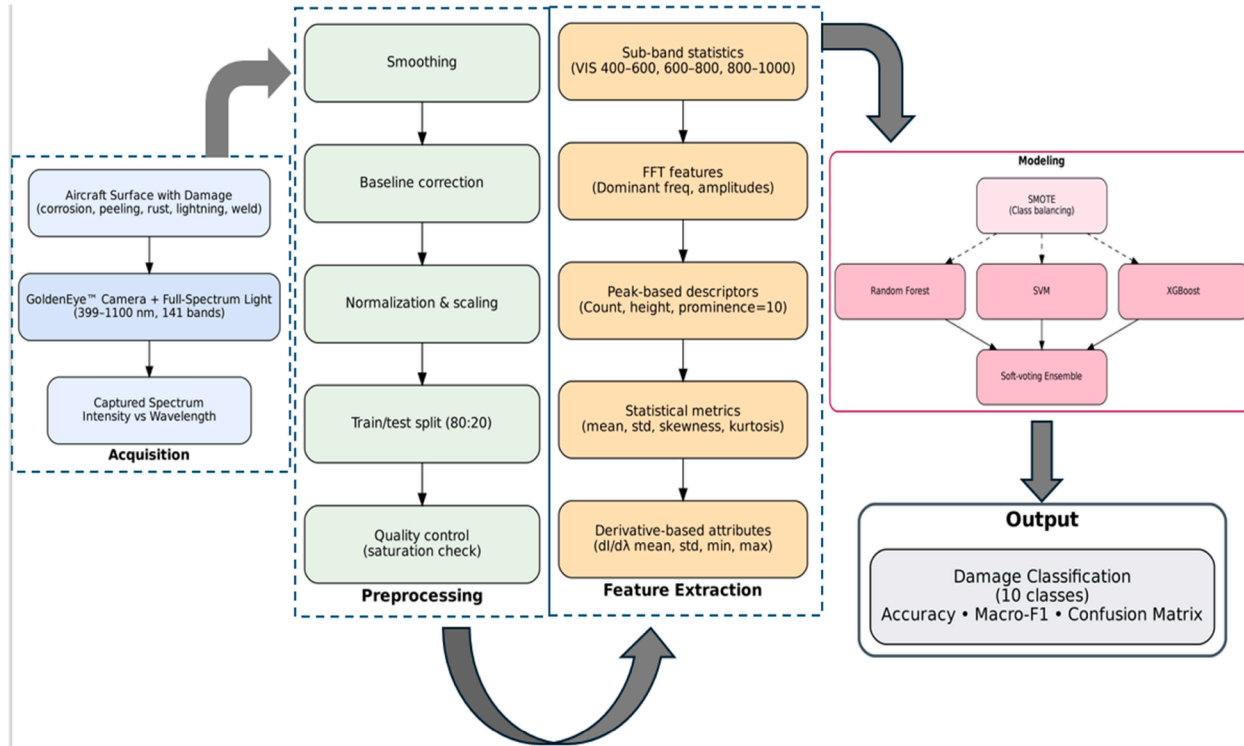 Aircraft Surface with Damage
(corrosion, peeling, rust, lightning, weld)
GoldenEye™ Camera + Full-Spectrum Light
(399–1100 nm, 141 bands)
Captured Spectrum
Intensity vs Wavelength
Acquisition
Smoothing
Baseline correction
Normalization & scaling
Train/test split (80:20)
Quality control
(saturation check)
Preprocessing
Sub-band statistics
(VIS 400–600, 600–800, 800–1000)
FFT features
(Dominant freq, amplitudes)
Peak-based descriptors
(Count, height, prominence=10)
Statistical metrics
(mean, std, skewness, kurtosis)
Derivative-based attributes
(dI/dλ mean, std, min, max)
Feature Extraction
Modeling
SMOTE
(Class balancing)
Random Forest
SVM
XGBoost
Soft-voting Ensemble
Output
Damage Classification
(10 classes)
Accuracy • Macro-F1 • Confusion Matrix